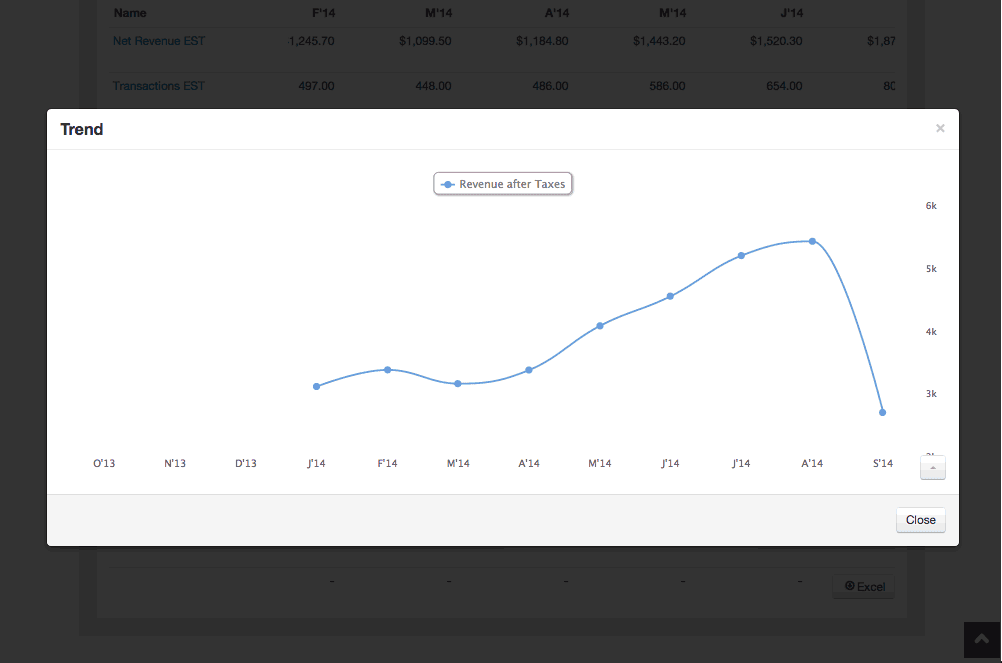 Name F'14 M'14 A'14 M'14 J'14
Net Revenue EST 1,245.70 $1,099.50 $1,184.80 $1,443.20 $1,520.30 $1,87
Transactions EST 497.00 448.00 486.00 586.00 654.00 80
Trend ×
Revenue after Taxes
6k
5k
4k
3k
O'13 N'13 D'13 J'14 F'14 M'14 A'14 M'14 J'14 J'14 A'14 S'14
Close
- - - - - Excel